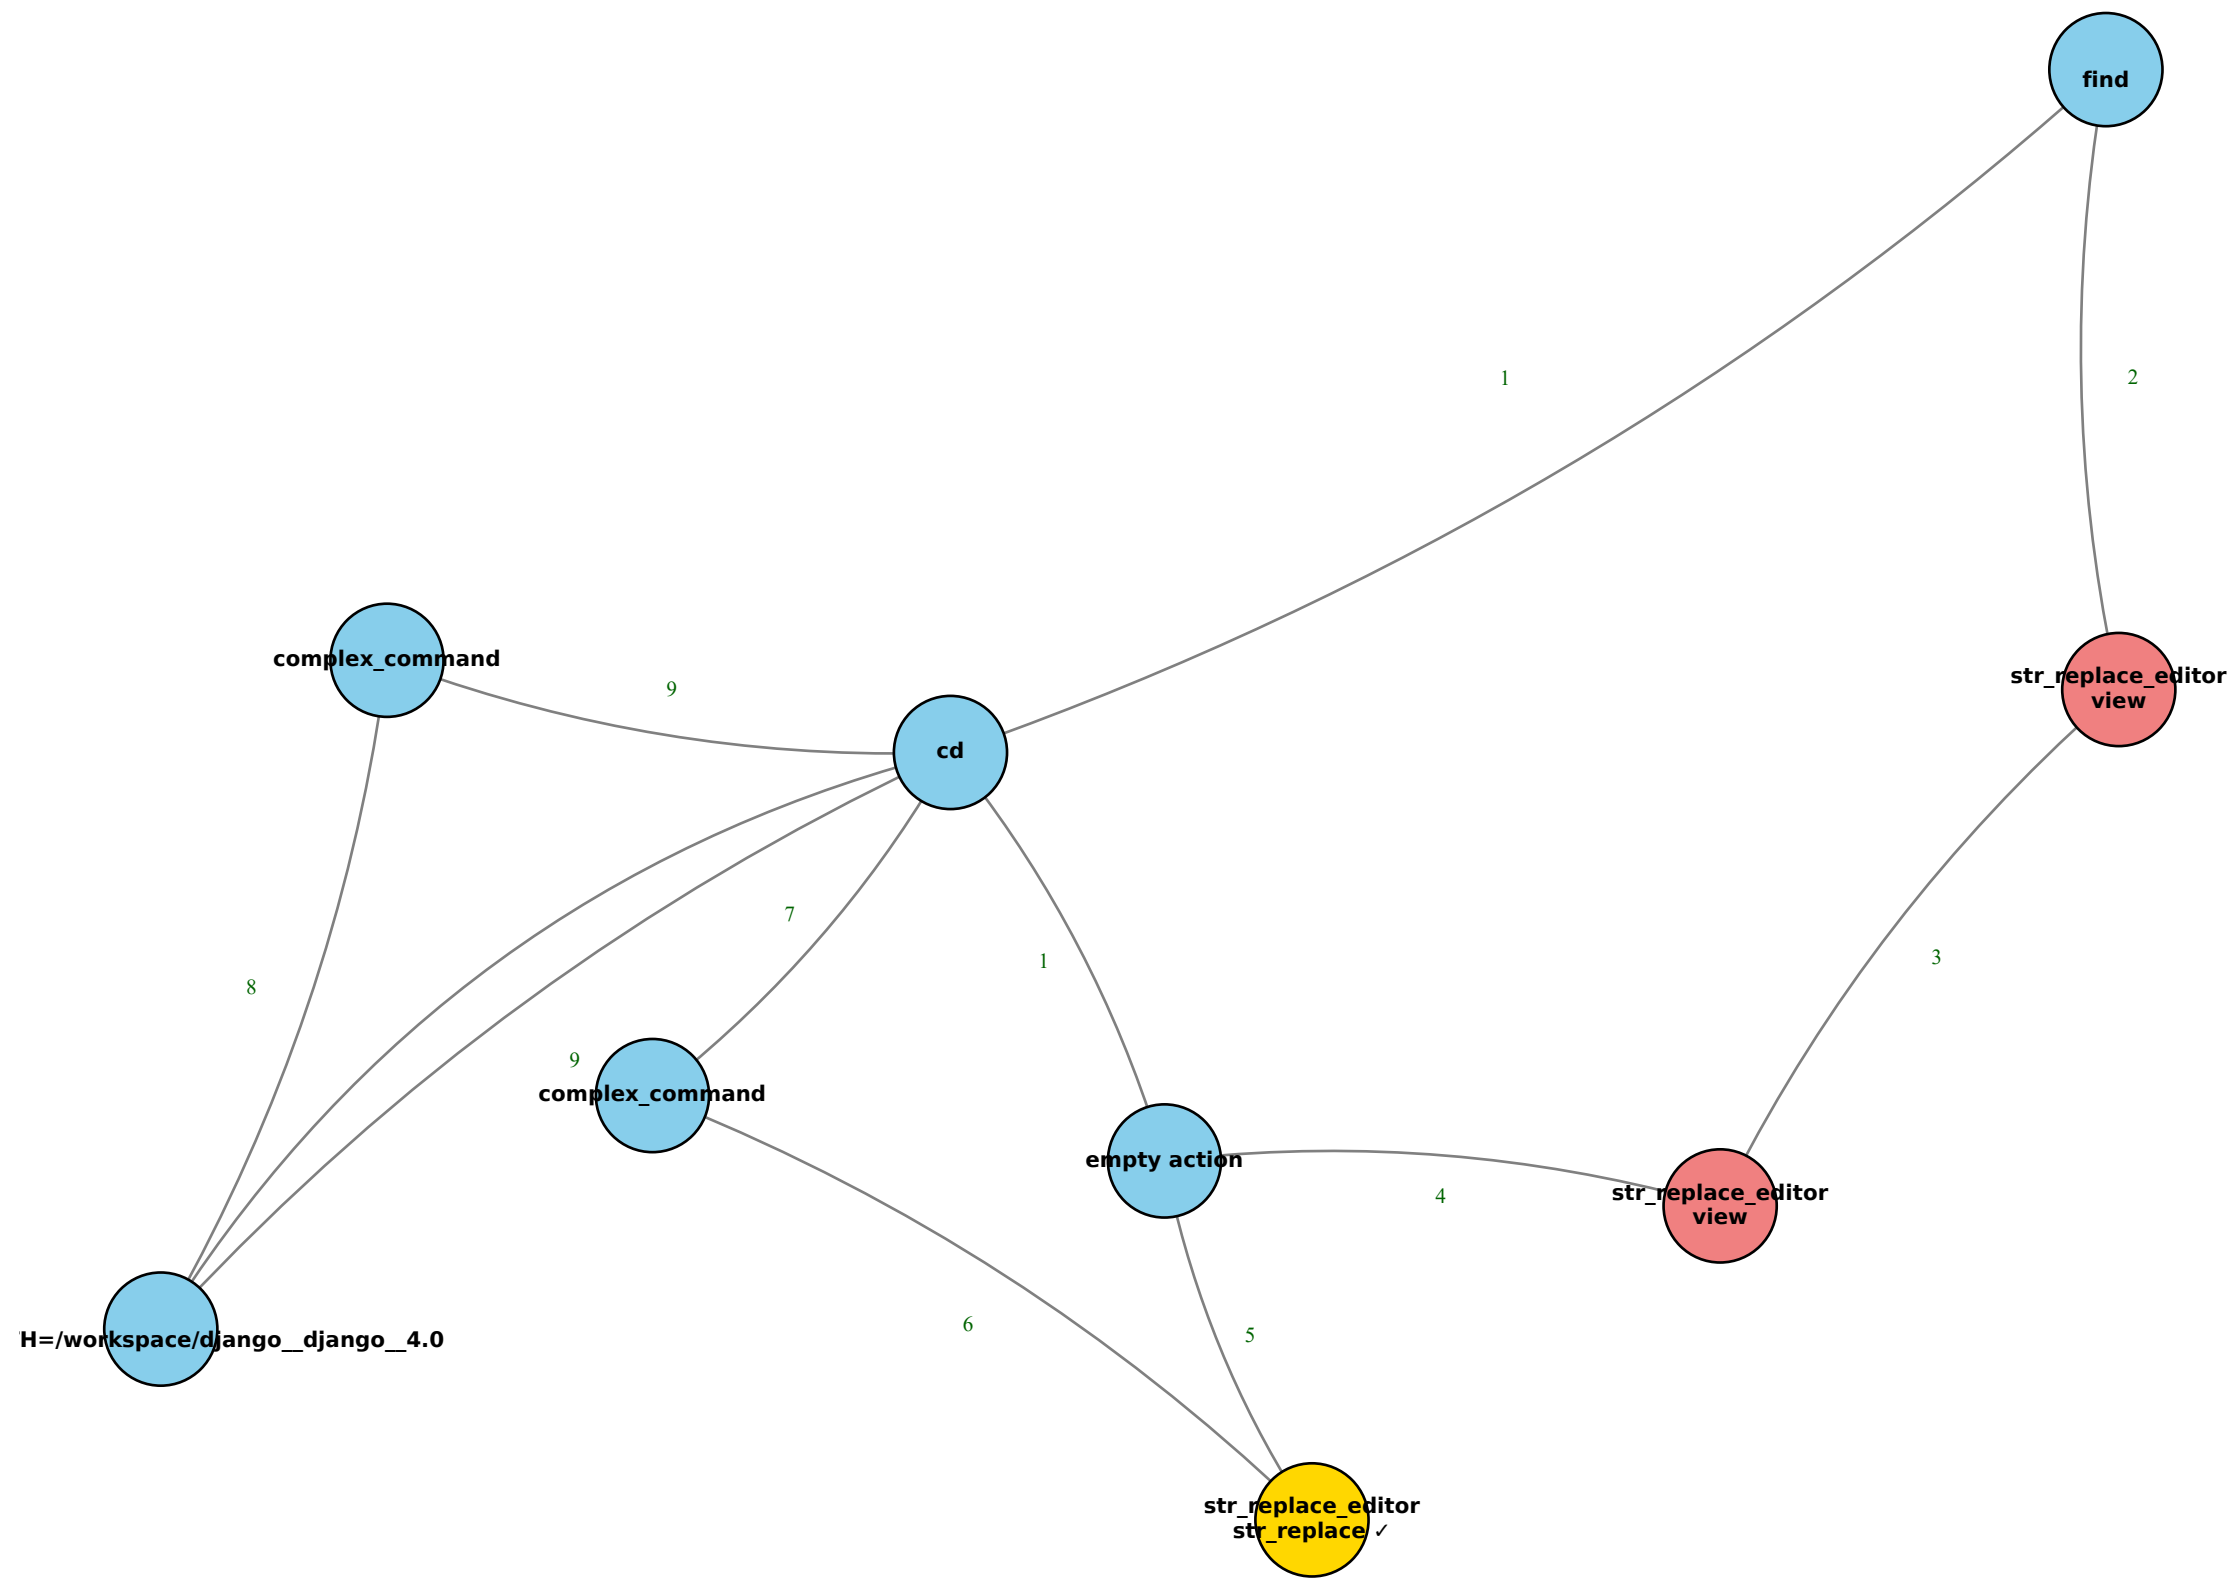 find
1
2
complex_command
str_replace_editor
view
9
cd
7
1
3
8
9
complex_command
empty action
4
str_replace_editor
view
6
5
H=/workspace/django__django__4.0
str_replace_editor
str_replace ✓